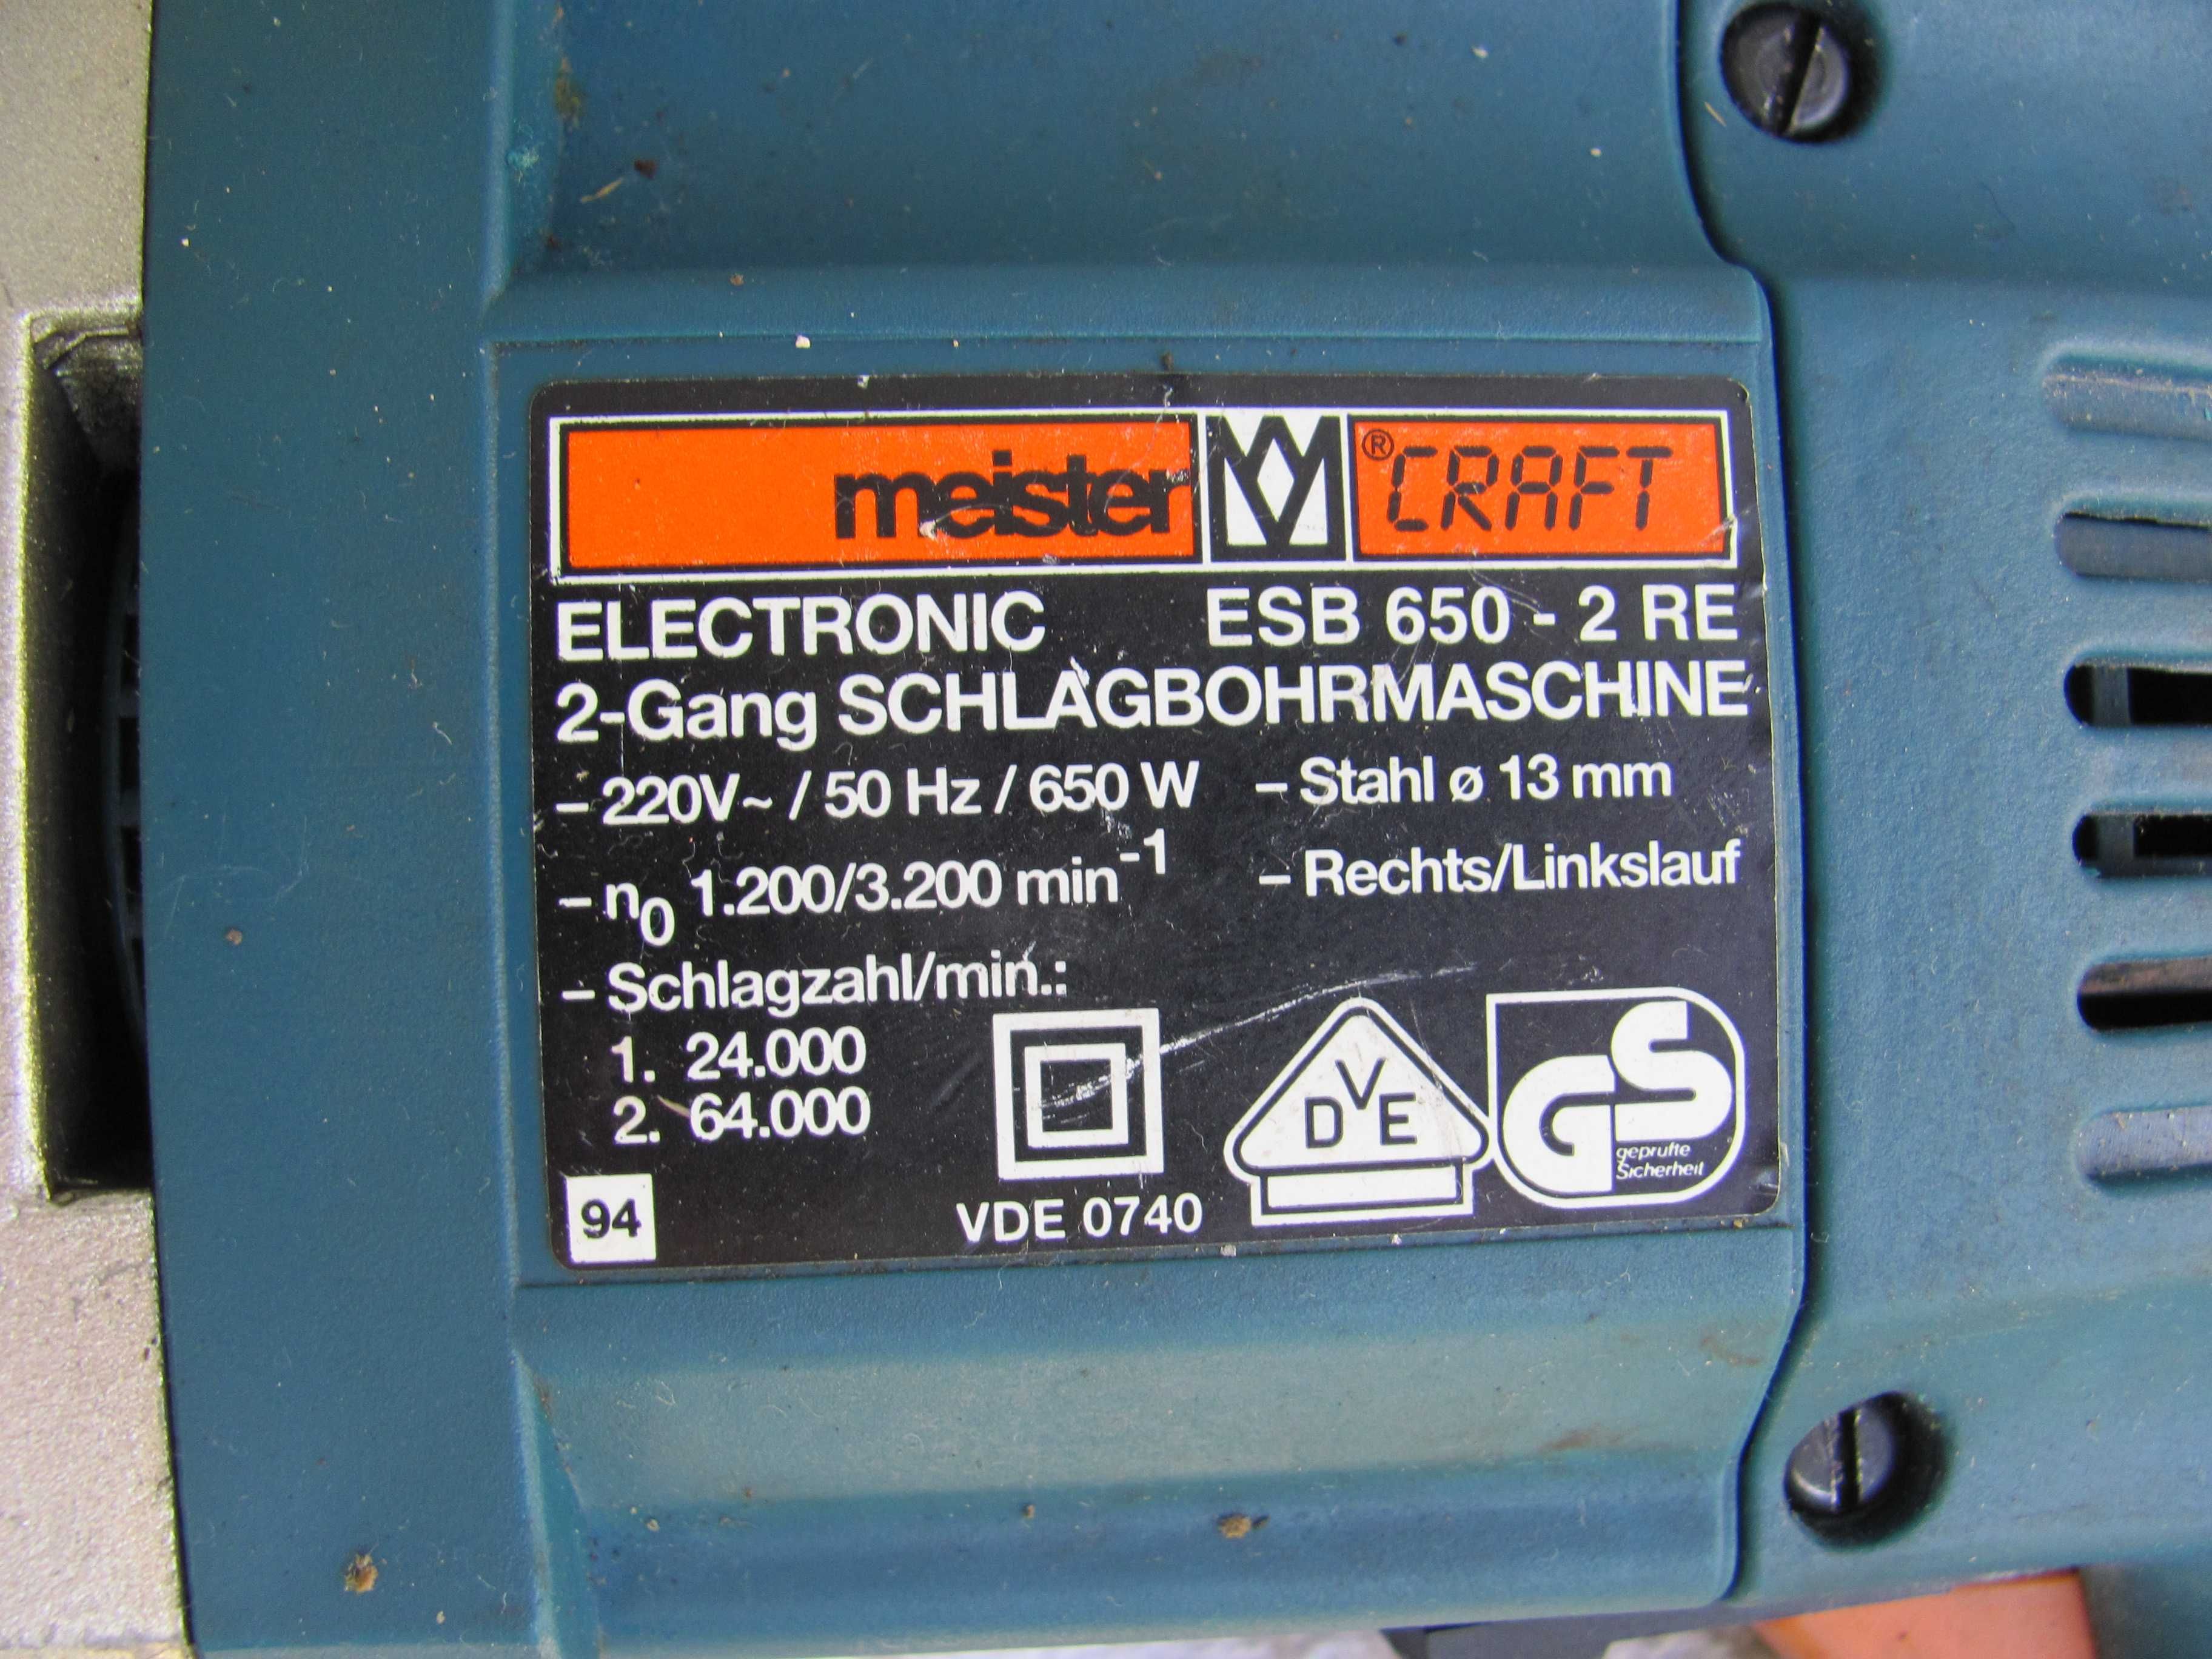 meister ® CRAFT
ELECTRONIC ESB 650 - 2 RE
2-Gang SCHLAGBOHRMASCHINE
– 220V~ / 50 Hz / 650 W – Stahl ø 13 mm
– n₀ 1.200/3.200 min⁻¹ – Rechts/Linkslauf
– Schlagzahl/min.:
1. 24.000
2. 64.000
DVE
GS
geprüfte
Sicherheit
94
VDE 0740